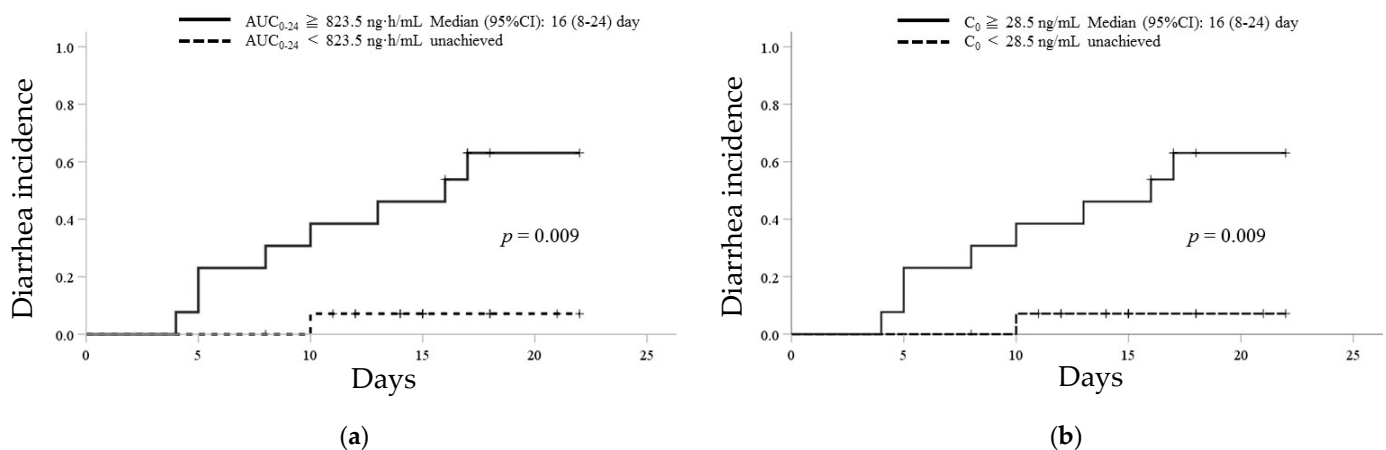 AUC0-24 ≧ 823.5 ng·h/mL Median (95%CI): 16 (8-24) day
AUC0-24 < 823.5 ng·h/mL unachieved
1.0
0.8
0.6
0.4
0.2
0.0
Diarrhea incidence
p = 0.009
0 5 10 15 20 25
Days
(a)
C0 ≧ 28.5 ng/mL Median (95%CI): 16 (8-24) day
C0 < 28.5 ng/mL unachieved
1.0
0.8
0.6
0.4
0.2
0.0
Diarrhea incidence
p = 0.009
0 5 10 15 20 25
Days
(b)